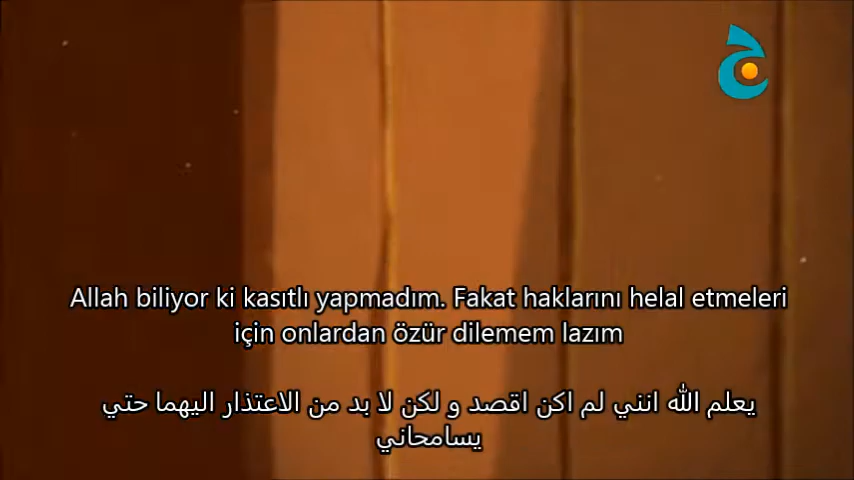 Allah biliyor ki kasıtlı yapmadım. Fakat haklarını helal etmeleri
için onlardan özür dilemem lazım
يعلم الله انني لم اكن اقصد و لكن لا بد من الاعتذار اليهما حتي
يسامحاني